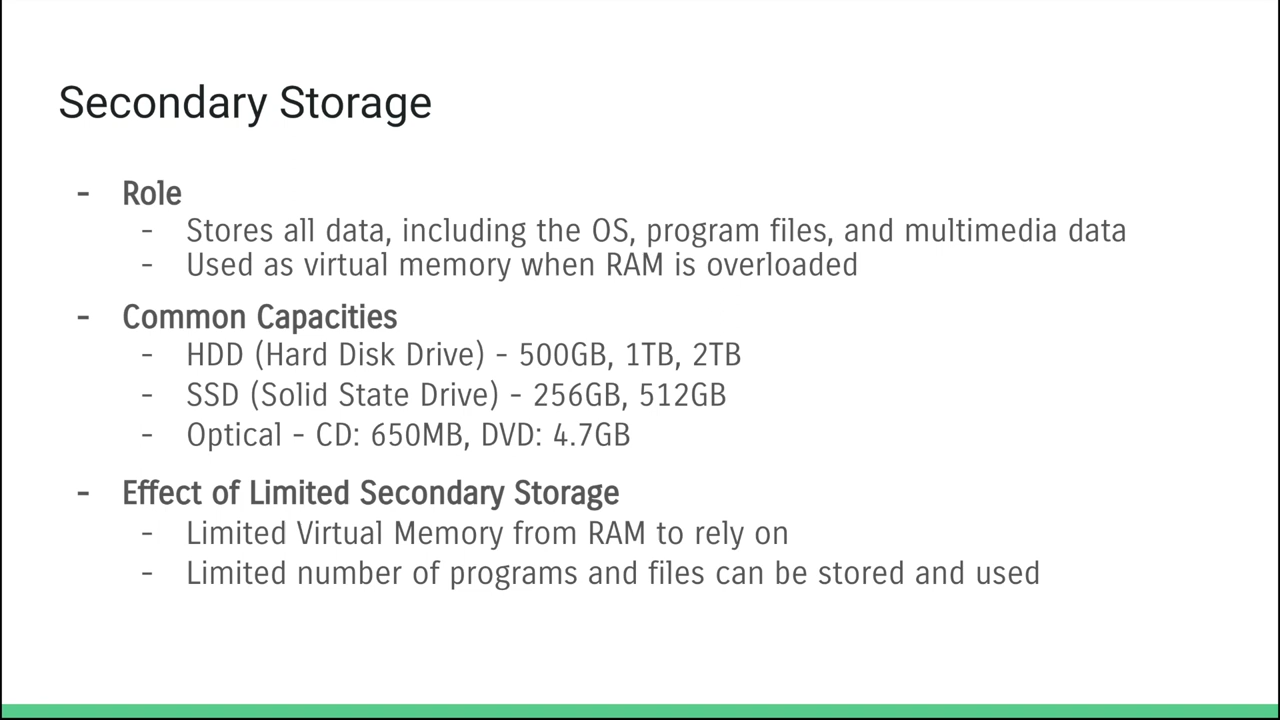 Secondary Storage
- Role
- Stores all data, including the OS, program files, and multimedia data
- Used as virtual memory when RAM is overloaded
- Common Capacities
- HDD (Hard Disk Drive) - 500GB, 1TB, 2TB
- SSD (Solid State Drive) - 256GB, 512GB
- Optical - CD: 650MB, DVD: 4.7GB
- Effect of Limited Secondary Storage
- Limited Virtual Memory from RAM to rely on
- Limited number of programs and files can be stored and used